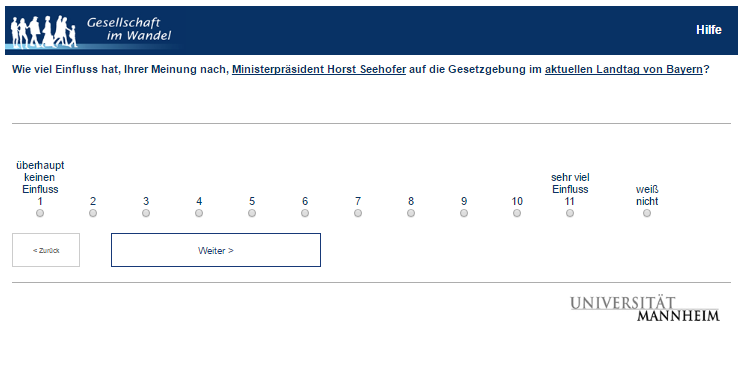 Gesellschaft
im Wandel
Hilfe
Wie viel Einfluss hat, Ihrer Meinung nach, Ministerpräsident Horst Seehofer auf die Gesetzgebung im aktuellen Landtag von Bayern?
überhaupt
keinen
Einfluss
sehr viel
Einfluss
weiß
nicht
1 2 3 4 5 6 7 8 9 10 11
< Zurück
Weiter >
UNIVERSITÄT
MANNHEIM